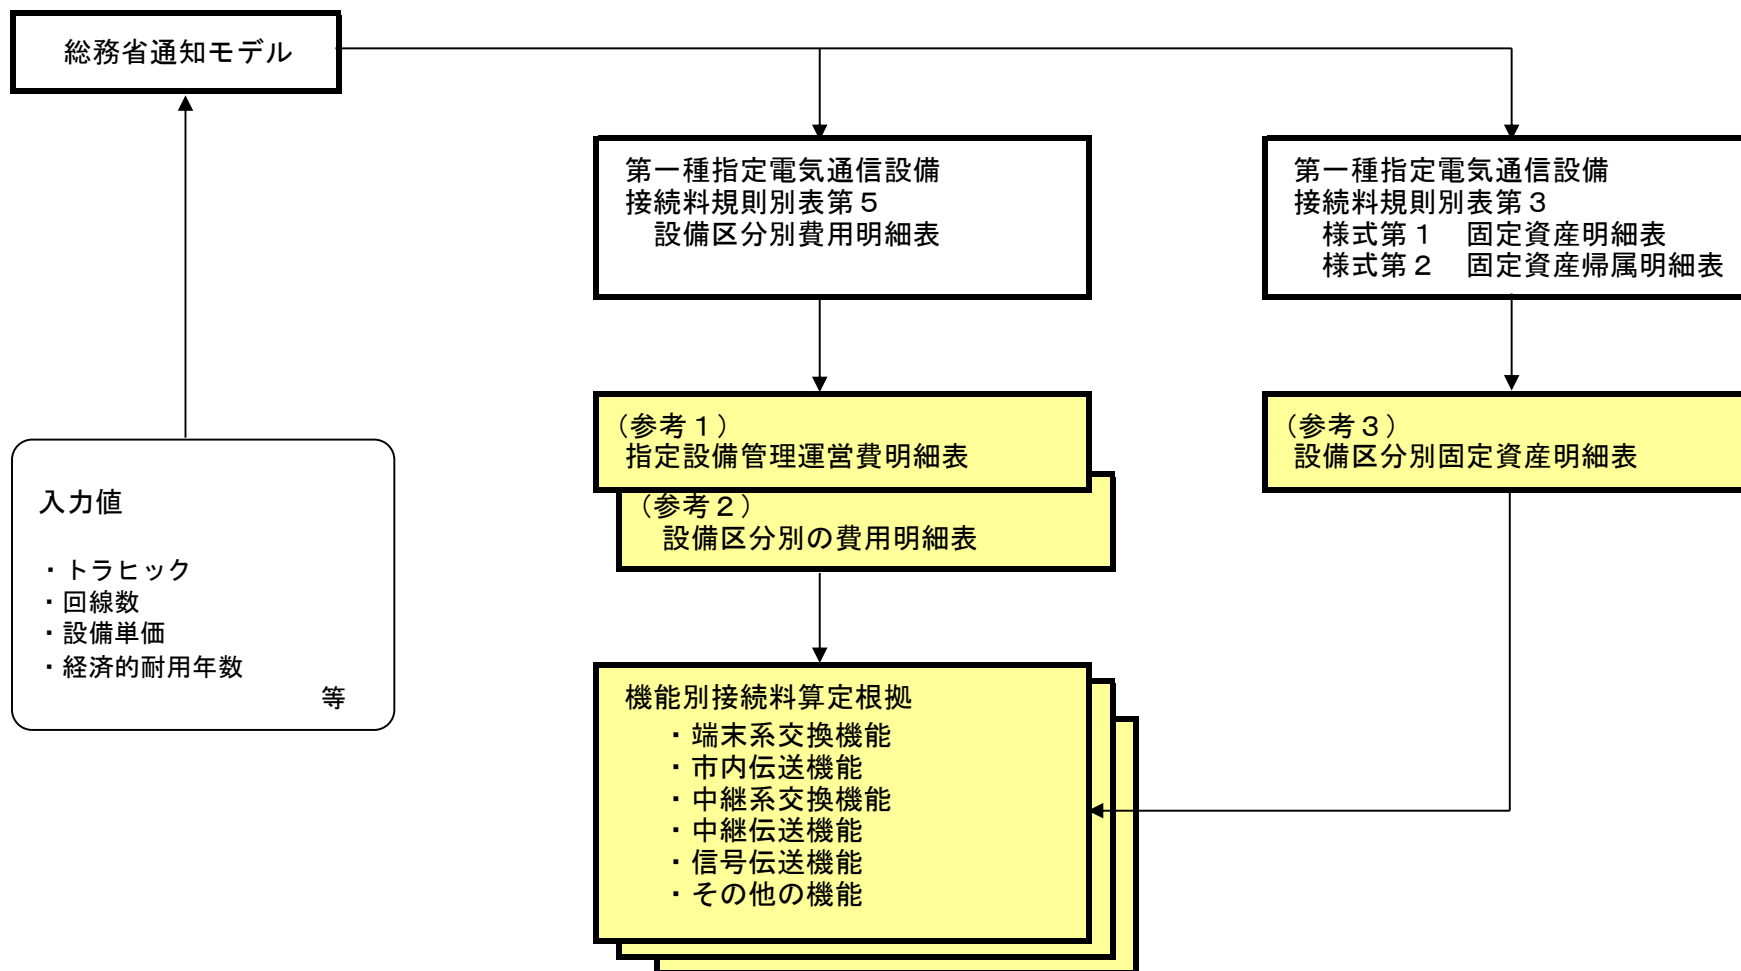 総務省通知モデル
第一種指定電気通信設備
接続料規則別表第５
設備区分別費用明細表
第一種指定電気通信設備
接続料規則別表第３
様式第１　固定資産明細表
様式第２　固定資産帰属明細表
（参考１）
指定設備管理運営費明細表
（参考２）
設備区分別の費用明細表
（参考３）
設備区分別固定資産明細表
入力値
・トラヒック
・回線数
・設備単価
・経済的耐用年数
等
機能別接続料算定根拠
・端末系交換機能
・市内伝送機能
・中継系交換機能
・中継伝送機能
・信号伝送機能
・その他の機能